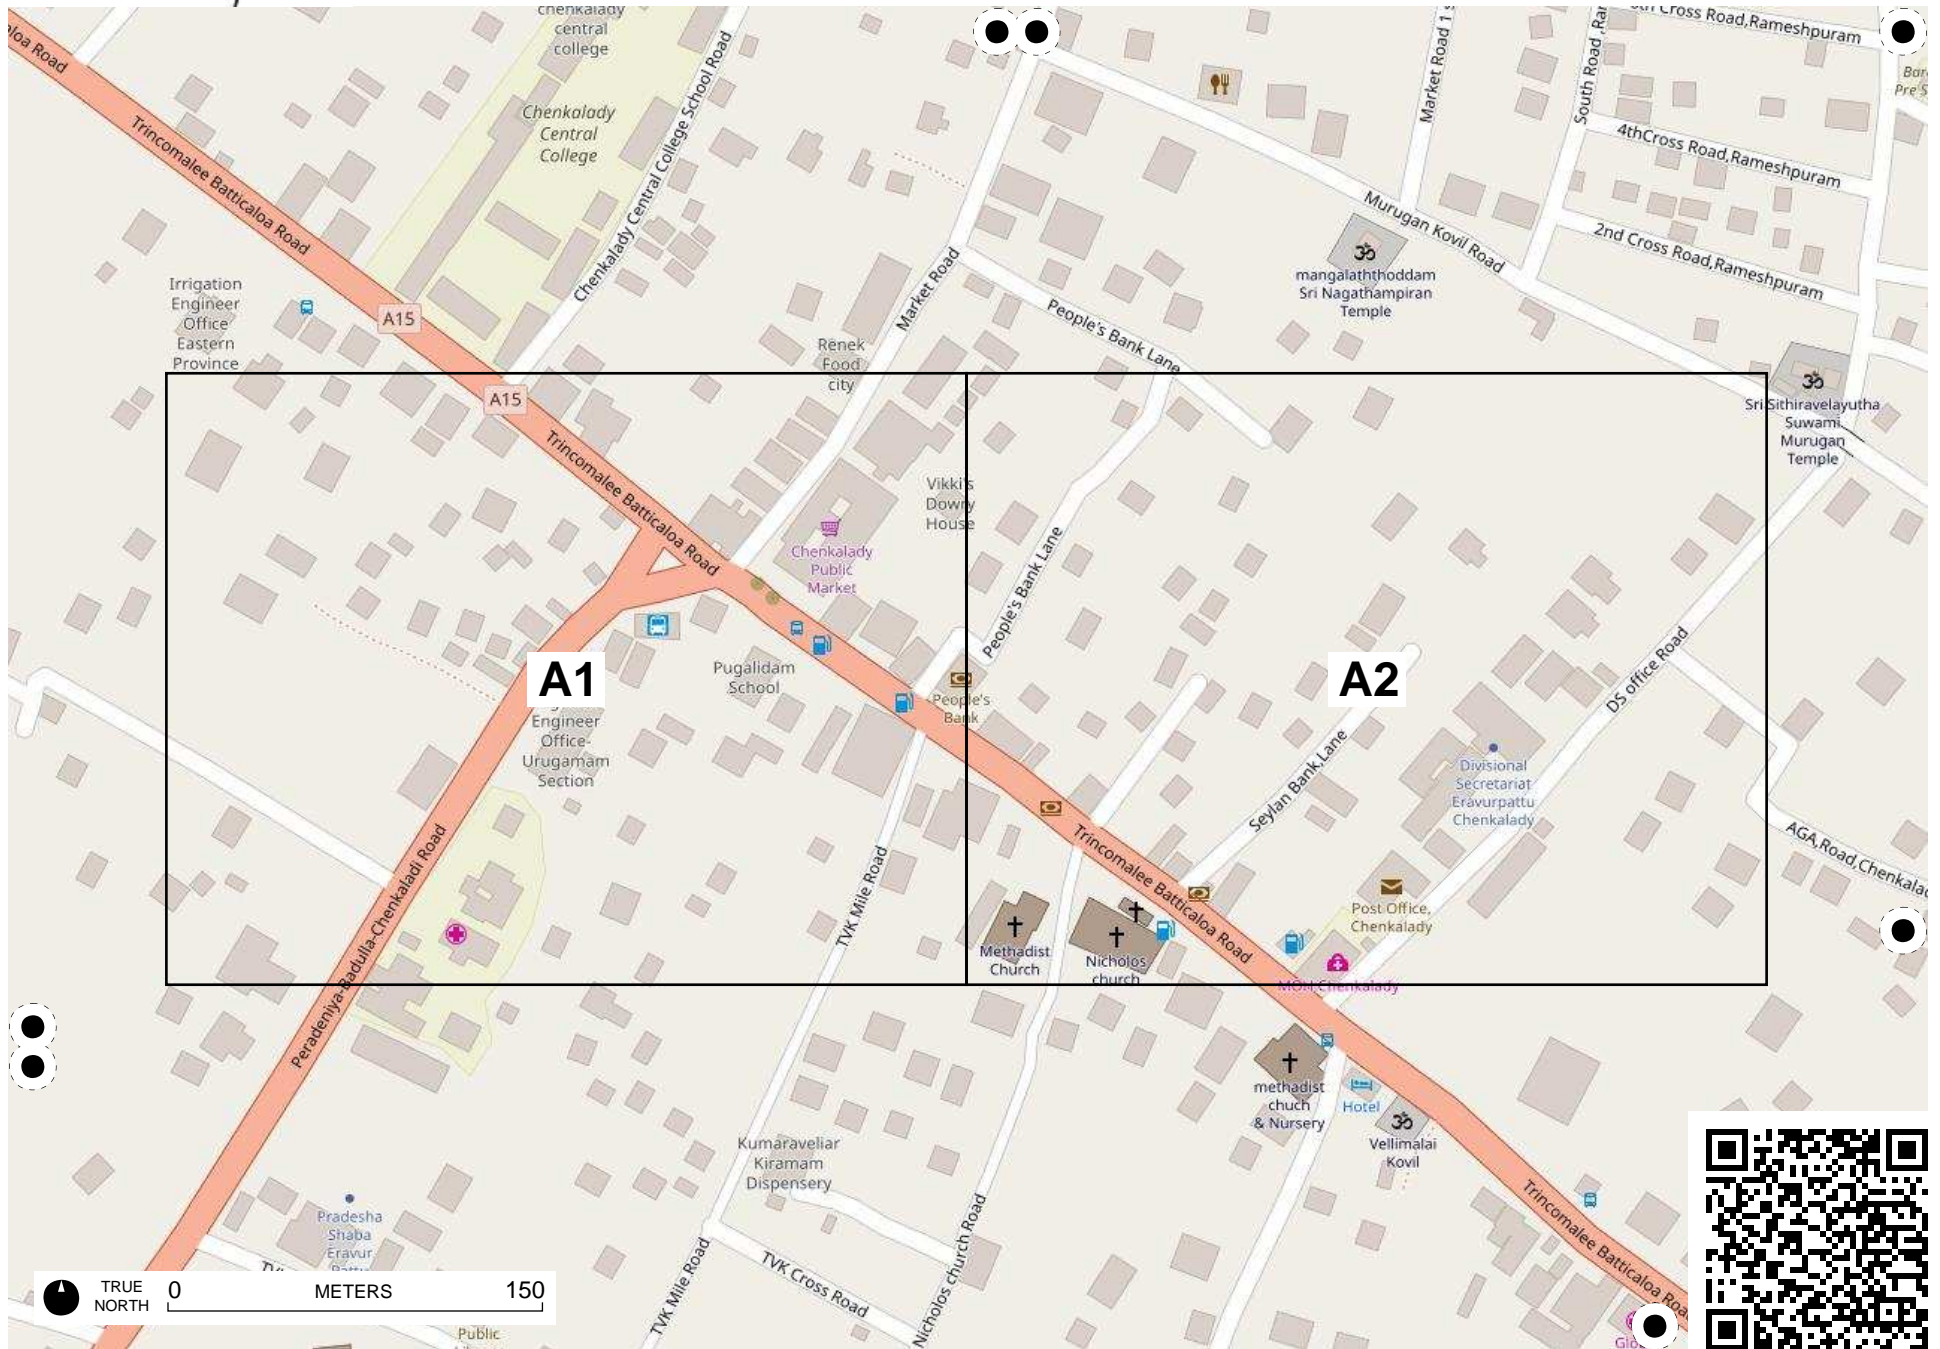 chenkalady
central
college
Chenkalady
Central
College
Chenkalady Central College School Road
Trincomalee Batticaloa Road
Market Road 1
Cross Road,Rameshpuram
4thCross Road,Rameshpuram
2nd Cross Road,Rameshpuram
Murugan Kovil Road
mangalaththoddam
Sri Nagathampiran
Temple
Irrigation
Engineer
Office
Eastern
Province
A15
A15
Market Road
Renek
Food
city
People's Bank Lane
Sri Sithiravelayutha
Suwami
Murugan
Temple
Trincomalee Batticaloa Road
Vikki's
Dowry
House
Chenkalady
Public
Market
People's Bank Lane
Pugalidam
School
People's
Bank
A1
A2
DS office Road
Engineer
Office-
Urugamam
Section
Seylan Bank,Lane
Divisional
Secretariat
Eravurpattu
Chenkalady
AGA,Road,Chenkalad
Peradeniya-Badulla-Chenkaladi Road
TVK Mile Road
Trincomalee Batticaloa Road
Post Office,
Chenkalady
Methadist
Church
Nicholos
church
MOH Chenkalady
methadist
chuch
& Nursery
Hotel
Vellimalai
Kovil
Kumaraveliar
Kiramam
Dispensery
Pradesha
Shaba
Eravur
TVK Mile Road
TVK Cross Road
Nicholos church Road
Trincomalee Batticaloa Road
TRUE
NORTH
0 METERS 150
Public